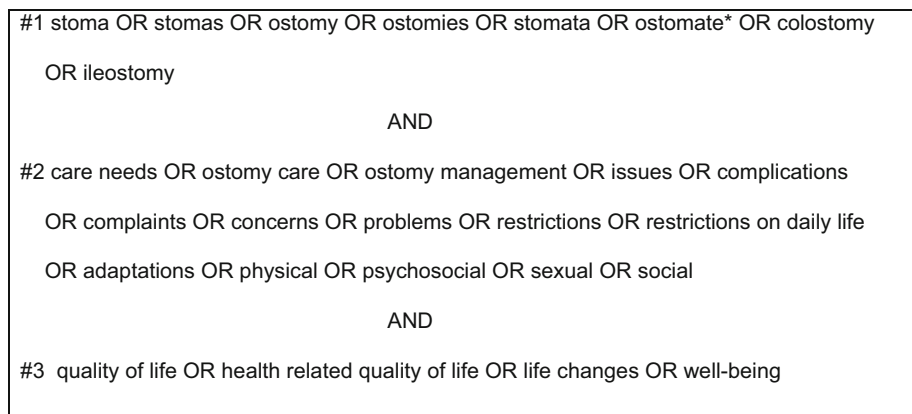 #1 stoma OR stomas OR ostomy OR ostomies OR stomata OR ostomate* OR colostomy
OR ileostomy
AND
#2 care needs OR ostomy care OR ostomy management OR issues OR complications
OR complaints OR concerns OR problems OR restrictions OR restrictions on daily life
OR adaptations OR physical OR psychosocial OR sexual OR social
AND
#3 quality of life OR health related quality of life OR life changes OR well-being